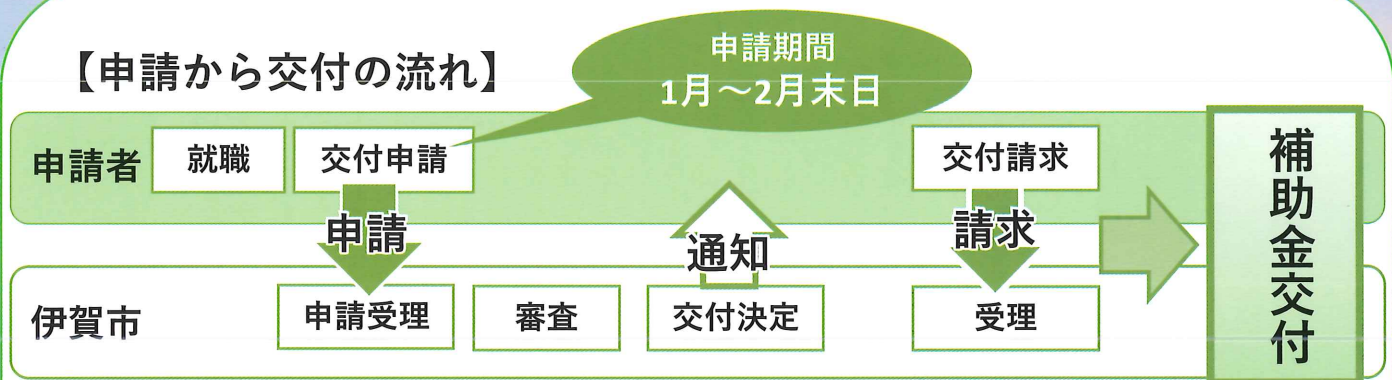 【申請から交付の流れ】
申請期間
1月～2月末日
申請者
就職
交付申請
交付請求
申請
通知
請求
伊賀市
申請受理
審査
交付決定
受理
補助金交付